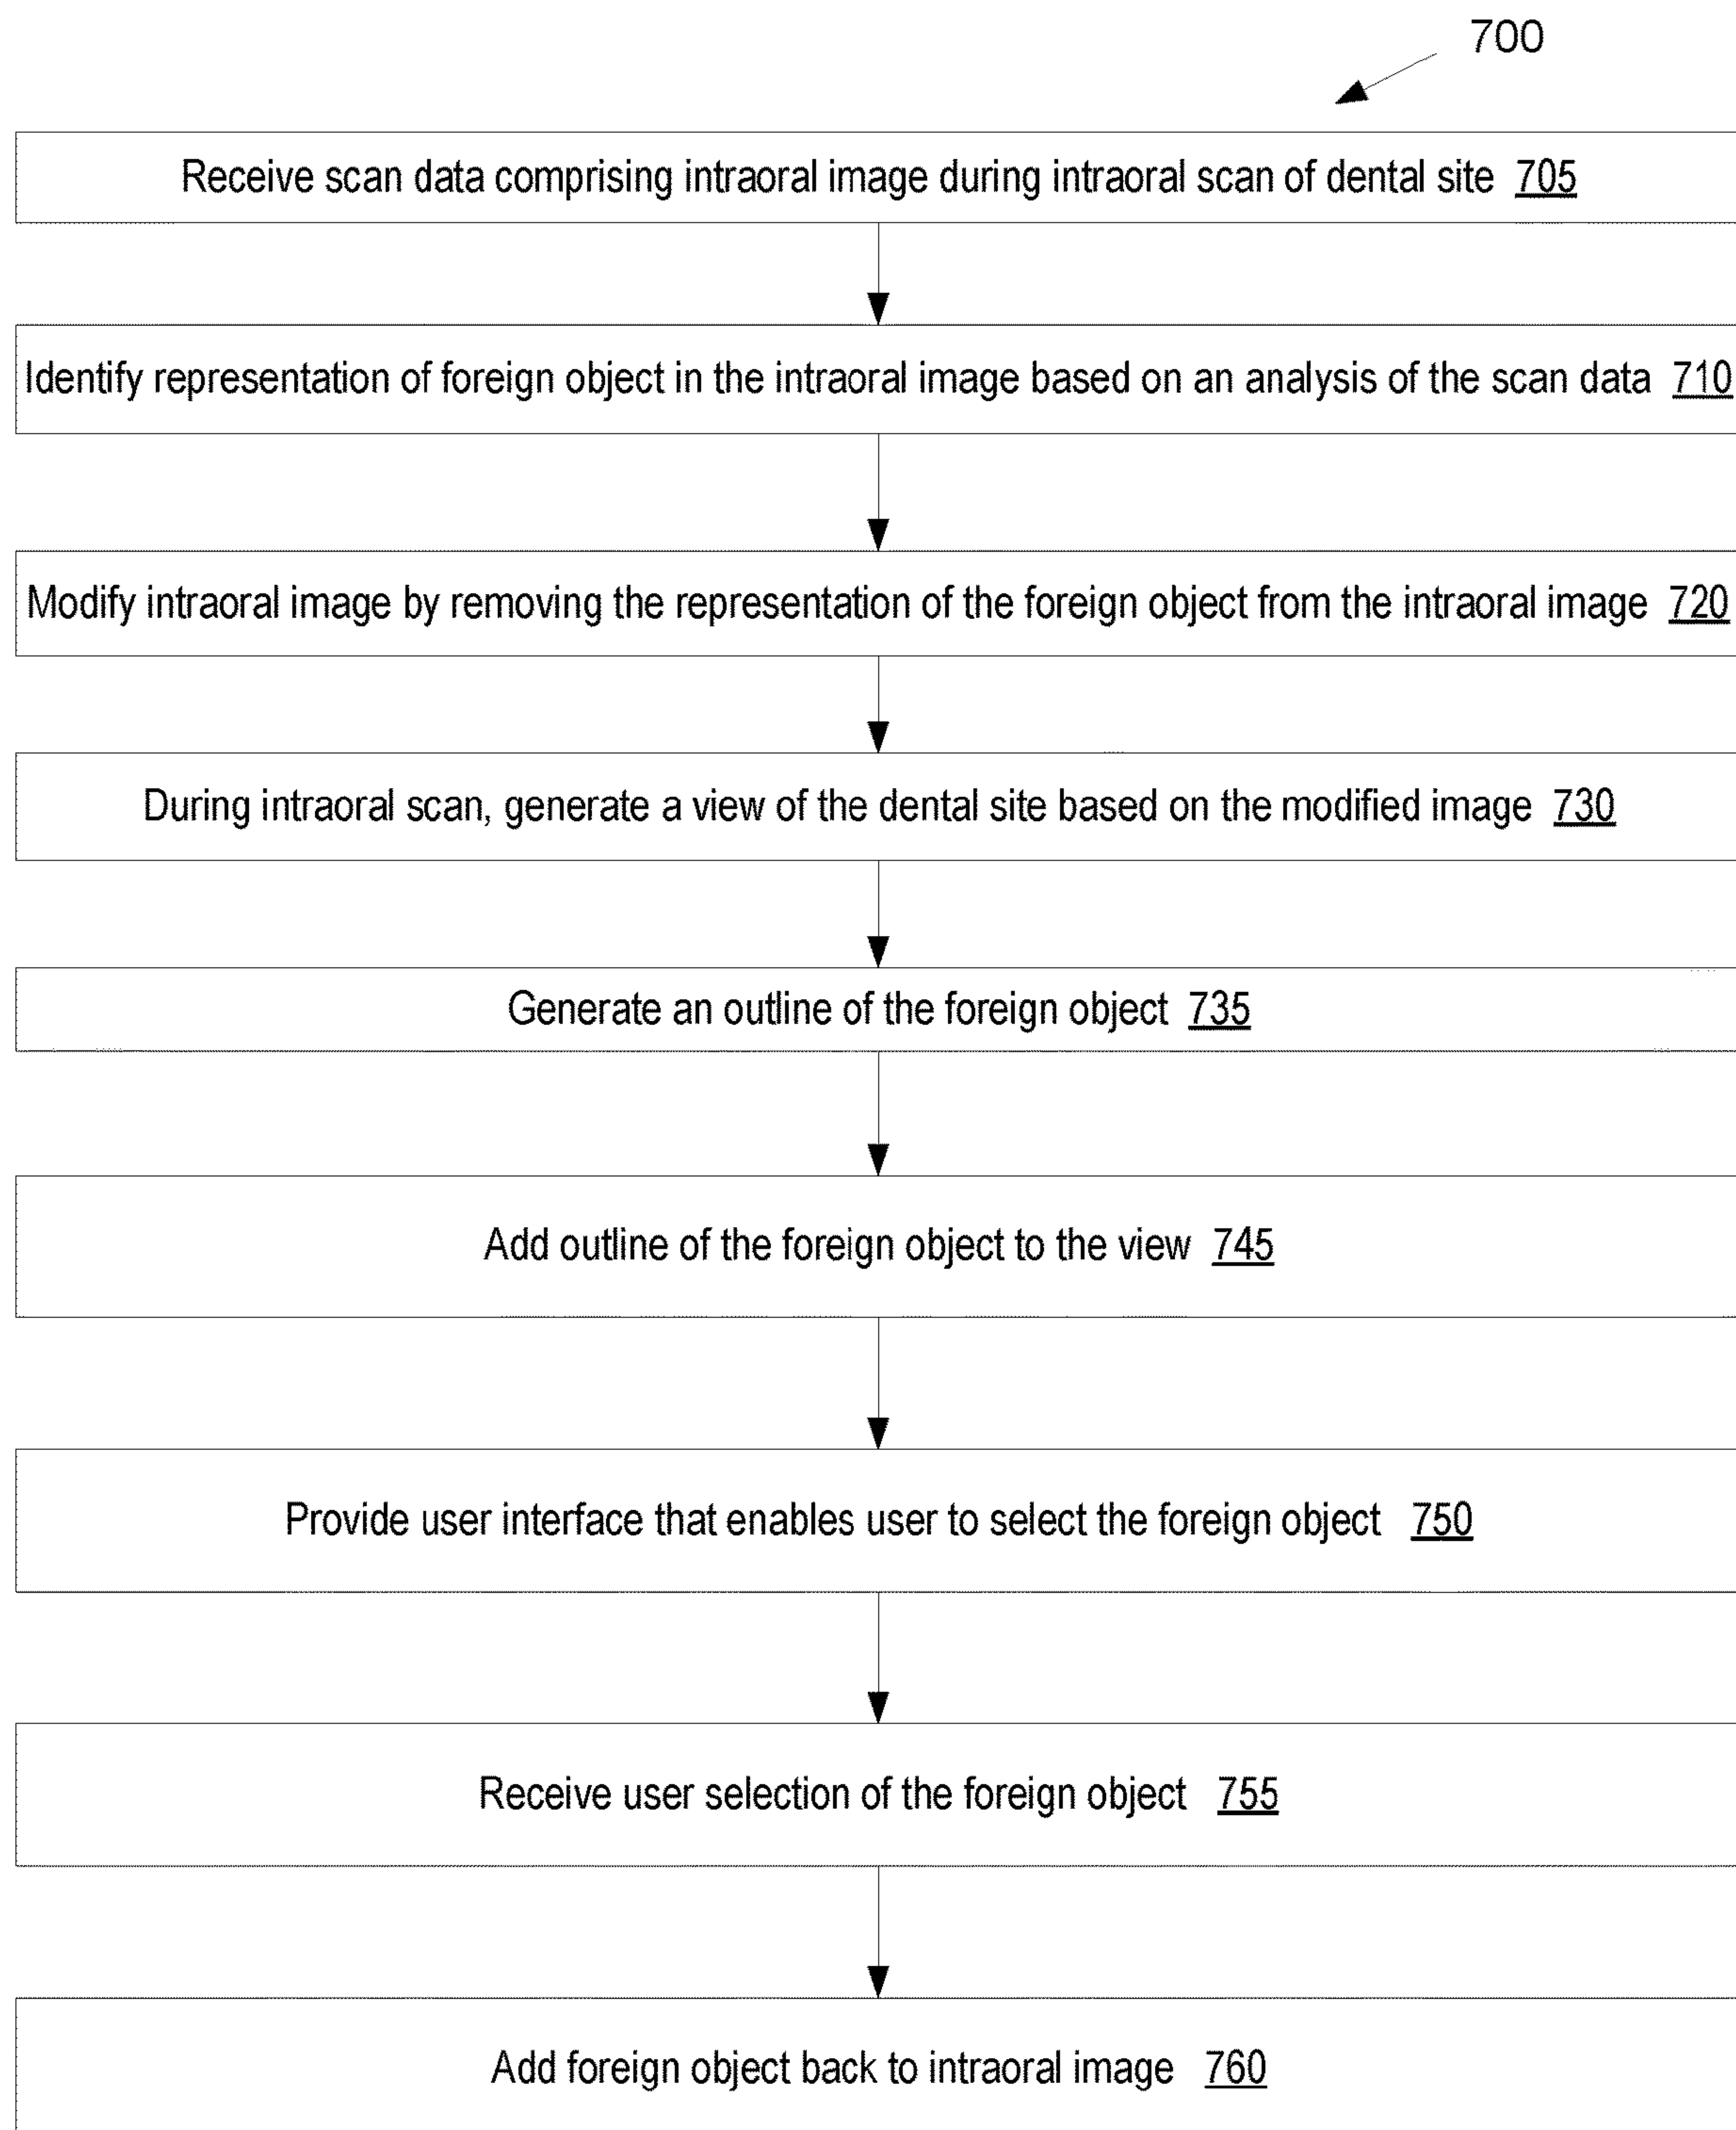 700
Receive scan data comprising intraoral image during intraoral scan of dental site 705
Identify representation of foreign object in the intraoral image based on an analysis of the scan data 710
Modify intraoral image by removing the representation of the foreign object from the intraoral image 720
During intraoral scan, generate a view of the dental site based on the modified image 730
Generate an outline of the foreign object 735
Add outline of the foreign object to the view 745
Provide user interface that enables user to select the foreign object 750
Receive user selection of the foreign object 755
Add foreign object back to intraoral image 760